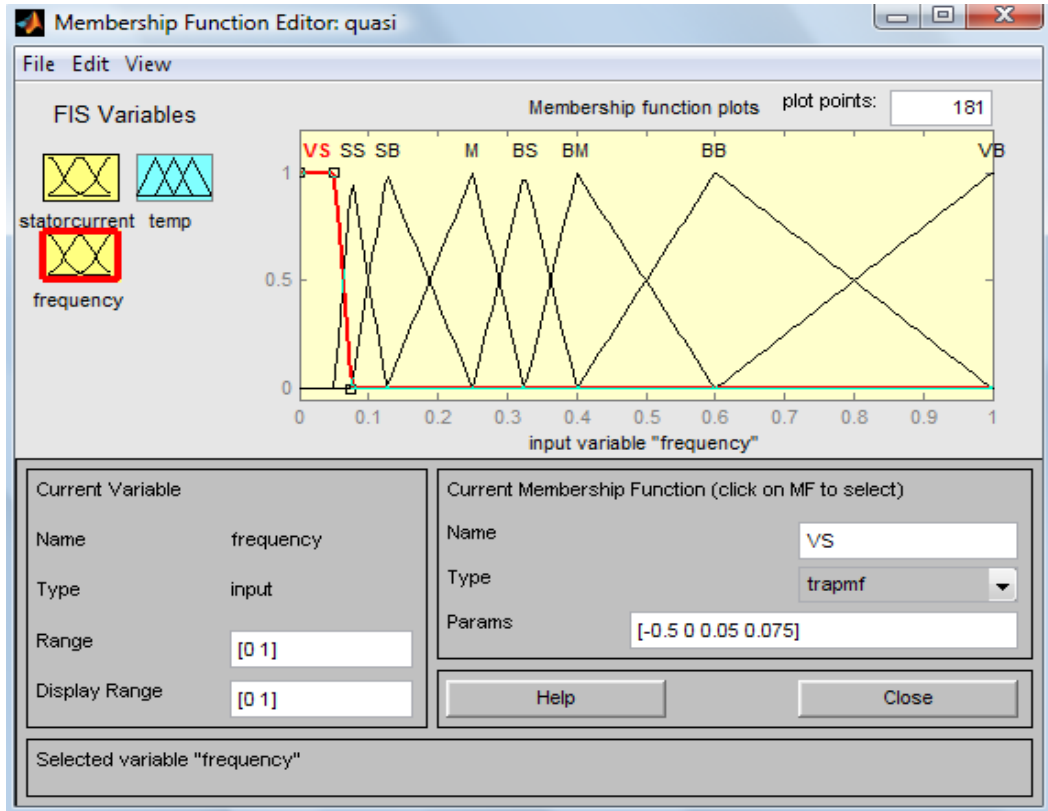 Membership Function Editor: quasi
File Edit View
FIS Variables
Membership function plots plot points: 181
VS SS SB M BS BM BB VB
1
0.5
0
statorcurrent temp
frequency
0 0.1 0.2 0.3 0.4 0.5 0.6 0.7 0.8 0.9 1
input variable "frequency"
Current Variable
Name frequency
Type input
Range [0 1]
Display Range [0 1]
Current Membership Function (click on MF to select)
Name VS
Type trapmf
Params [-0.5 0 0.05 0.075]
Help Close
Selected variable "frequency"